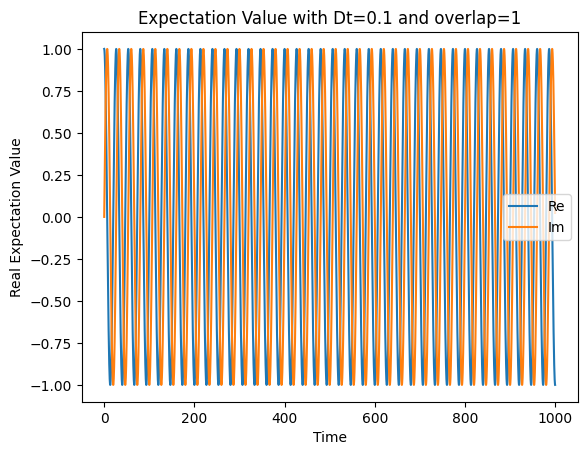 Expectation Value with Dt=0.1 and overlap=1
Real Expectation Value
1.00
0.75
0.50
0.25
0.00
−0.25
−0.50
−0.75
−1.00
Re
Im
0 200 400 600 800 1000
Time